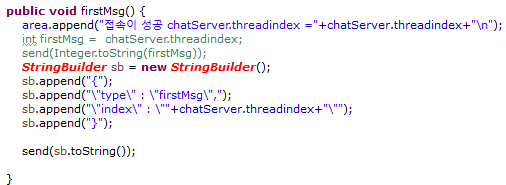 public void firstMsg() {
area.append("접속이 성공 chatServer.threadindex ="+chatServer.threadindex+"\n");
int firstMsg =  chatServer.threadindex;
send(Integer.toString(firstMsg));
StringBuilder sb = new StringBuilder();
sb.append("{");
sb.append("\"type\" : \"firstMsg\",");
sb.append("\"index\" : \""+chatServer.threadindex+"\"");
sb.append("}");
send(sb.toString());
}